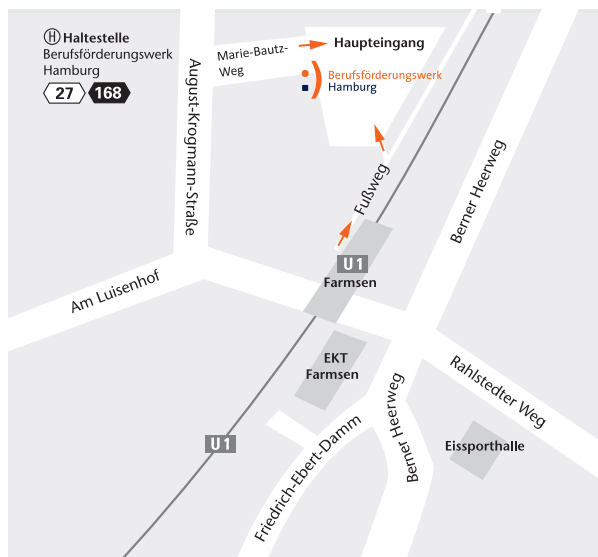 H Haltestelle
Berufsförderungswerk
Hamburg
27 168
Marie-Bautz-
Weg
Haupteingang
Berufsförderungswerk
Hamburg
August-Krogmann-Straße
Fußweg
Berner Heerweg
U1
Farmsen
Am Luisenhof
EKT
Farmsen
Rahlstedter Weg
Berner Heerweg
Eissporthalle
U1
Friedrich-Ebert-Damm